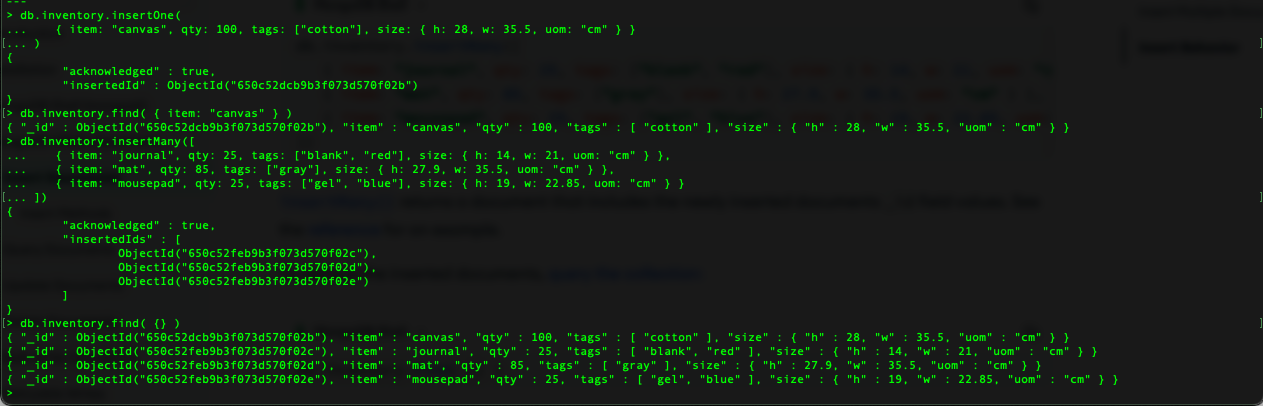 > db.inventory.insertOne(
...    { item: "canvas", qty: 100, tags: ["cotton"], size: { h: 28, w: 35.5, uom: "cm" } }
[... )                                                                                ]
{
        "acknowledged" : true,
        "insertedId" : ObjectId("650c52dcb9b3f073d570f02b")
}
[> db.inventory.find( { item: "canvas" } )                                            ]
{ "_id" : ObjectId("650c52dcb9b3f073d570f02b"), "item" : "canvas", "qty" : 100, "tags" : [ "cotton" ], "size" : { "h" : 28, "w" : 35.5, "uom" : "cm" } }
> db.inventory.insertMany([
...    { item: "journal", qty: 25, tags: ["blank", "red"], size: { h: 14, w: 21, uom: "cm" } },
...    { item: "mat", qty: 85, tags: ["gray"], size: { h: 27.9, w: 35.5, uom: "cm" } },
...    { item: "mousepad", qty: 25, tags: ["gel", "blue"], size: { h: 19, w: 22.85, uom: "cm" } }
[... ])                                                                               ]
{
        "acknowledged" : true,
        "insertedIds" : [
                ObjectId("650c52feb9b3f073d570f02c"),
                ObjectId("650c52feb9b3f073d570f02d"),
                ObjectId("650c52feb9b3f073d570f02e")
        ]
}
[> db.inventory.find( {} )                                                            ]
{ "_id" : ObjectId("650c52dcb9b3f073d570f02b"), "item" : "canvas", "qty" : 100, "tags" : [ "cotton" ], "size" : { "h" : 28, "w" : 35.5, "uom" : "cm" } }
{ "_id" : ObjectId("650c52feb9b3f073d570f02c"), "item" : "journal", "qty" : 25, "tags" : [ "blank", "red" ], "size" : { "h" : 14, "w" : 21, "uom" : "cm" } }
{ "_id" : ObjectId("650c52feb9b3f073d570f02d"), "item" : "mat", "qty" : 85, "tags" : [ "gray" ], "size" : { "h" : 27.9, "w" : 35.5, "uom" : "cm" } }
{ "_id" : ObjectId("650c52feb9b3f073d570f02e"), "item" : "mousepad", "qty" : 25, "tags" : [ "gel", "blue" ], "size" : { "h" : 19, "w" : 22.85, "uom" : "cm" } }
>